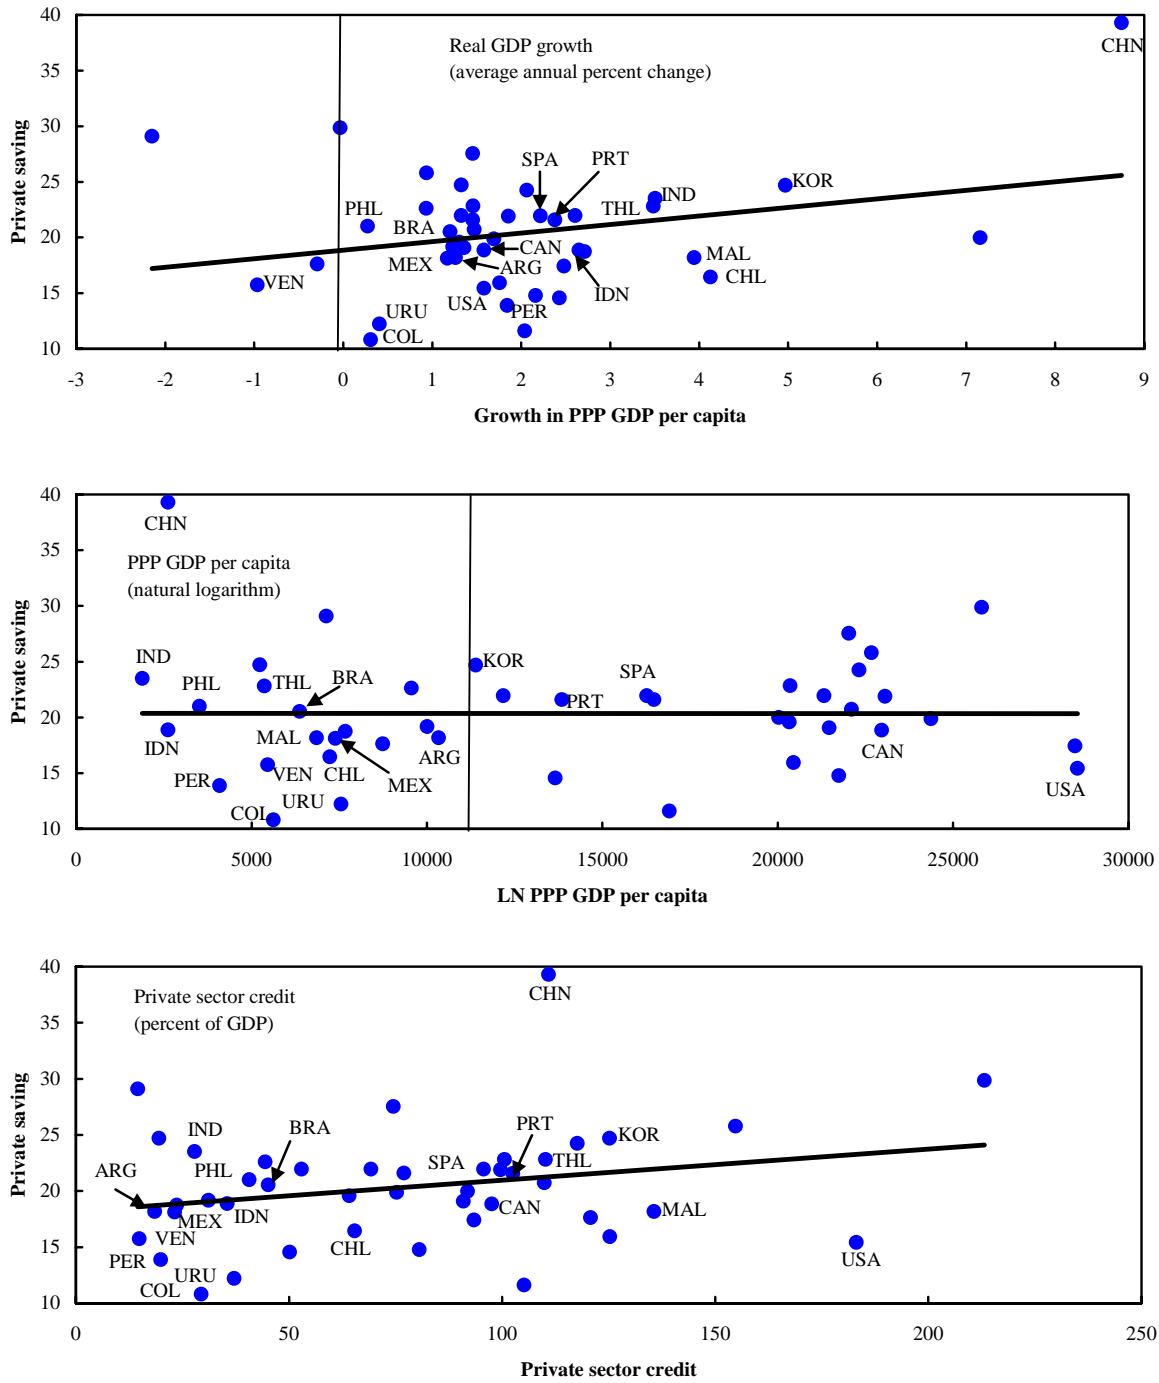 40
35
30
25
20
15
10
Private saving
Real GDP growth
(average annual percent change)
CHN
SPA
PRT
KOR
IND
THL
PHL
BRA
CAN
MAL
MEX
ARG
CHL
VEN
USA
PER
IDN
URU
COL
-3
-2
-1
0
1
2
3
4
5
6
7
8
9
Growth in PPP GDP per capita
40
35
30
25
20
15
10
Private saving
CHN
PPP GDP per capita
(natural logarithm)
IND
PHL
THL
BRA
KOR
SPA
PRT
IDN
MAL
ARG
CAN
PER
VEN
CHL
MEX
USA
COL
URU
0
5000
10000
15000
20000
25000
30000
LN PPP GDP per capita
40
35
30
25
20
15
10
Private saving
Private sector credit
(percent of GDP)
CHN
IND
BRA
PRT
KOR
ARG
PHL
SPA
THL
MEX
IDN
CAN
MAL
VEN
PER
CHL
USA
URU
COL
0
50
100
150
200
250
Private sector credit